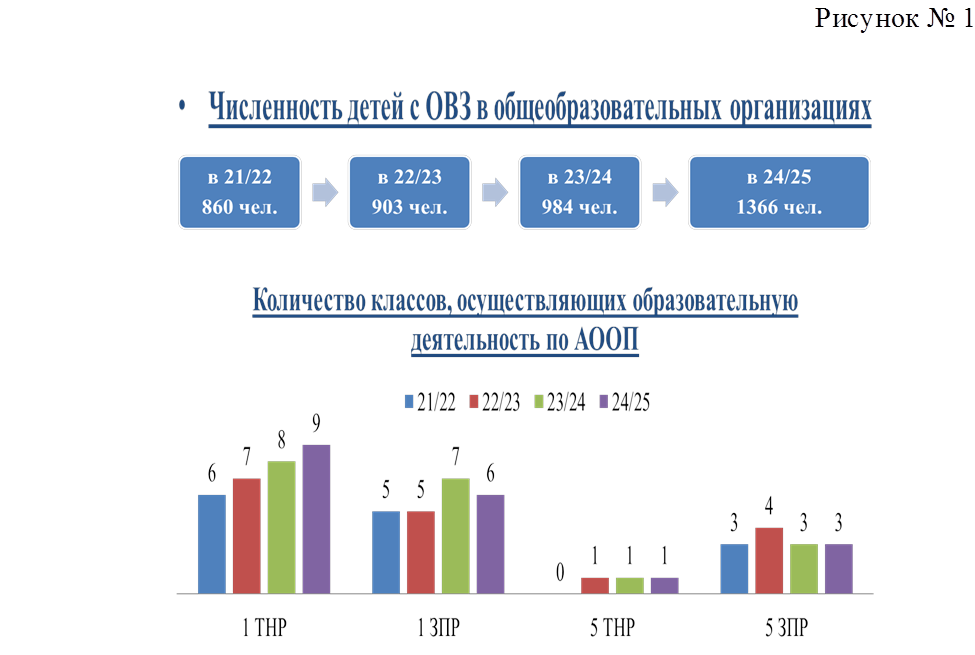 Рисунок № 1
• Численность детей с ОВЗ в общеобразовательных организациях
в 21/22
860 чел.
в 22/23
903 чел.
в 23/24
984 чел.
в 24/25
1366 чел.
Количество классов, осуществляющих образовательную
деятельность по АООП
21/22 22/23 23/24 24/25
6 7 8 9
5 5 7 6
0 1 1 1
3 4 3 3
1 ТНР 1 ЗПР 5 ТНР 5 ЗПР